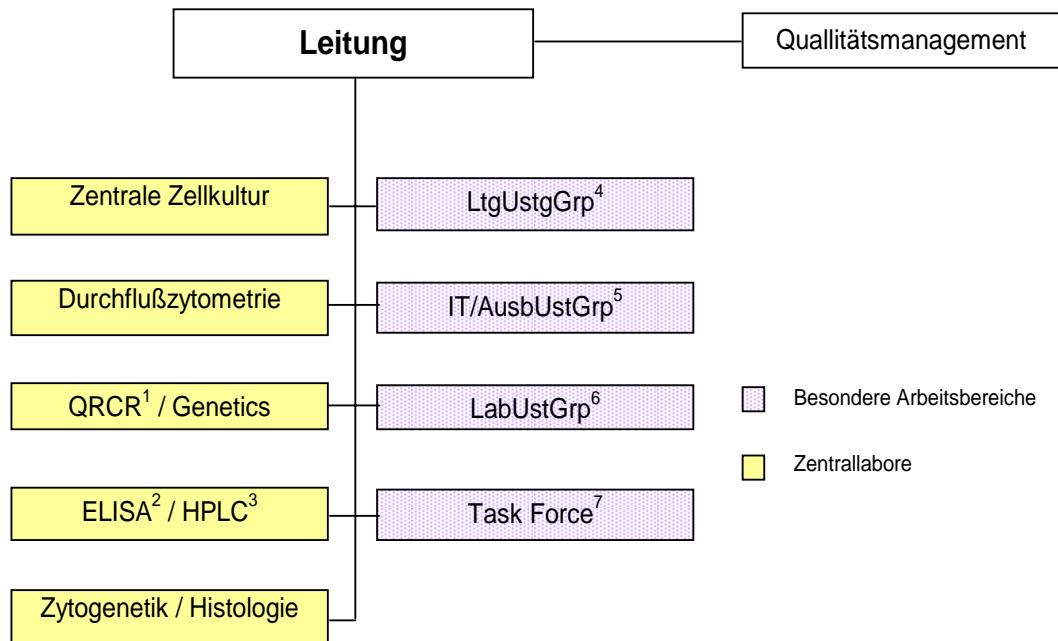 Leitung
Quallitätsmanagement
Zentrale Zellkultur
LtgUstgGrp⁴
Durchflußzytometrie
IT/AusbUstGrp⁵
QRCR¹ / Genetics
LabUstGrp⁶
Besondere Arbeitsbereiche
Zentrallabore
ELISA² / HPLC³
Task Force⁷
Zytogenetik / Histologie